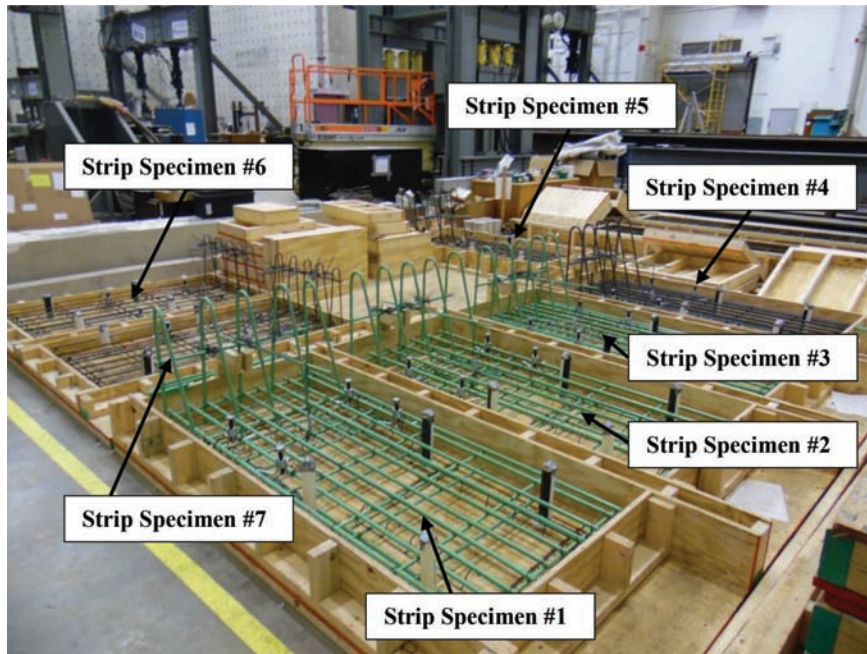 Strip Specimen #5
Strip Specimen #6
Strip Specimen #4
Strip Specimen #3
Strip Specimen #2
Strip Specimen #7
Strip Specimen #1